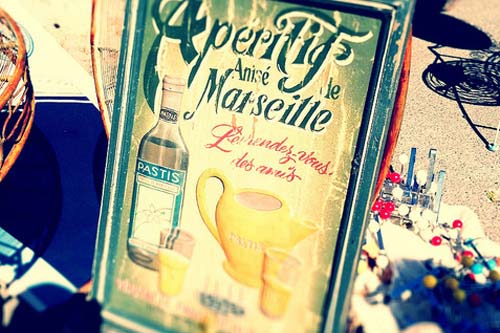 Apéritif
Anisé de
Marseille
Le rendez-vous
des amis
PASTIS